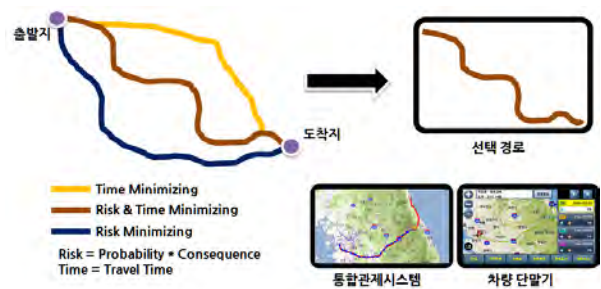 출발지
도착지
선택 경로
Time Minimizing
Risk & Time Minimizing
Risk Minimizing
Risk = Probability * Consequence
Time = Travel Time
통합관제시스템
차량 단말기